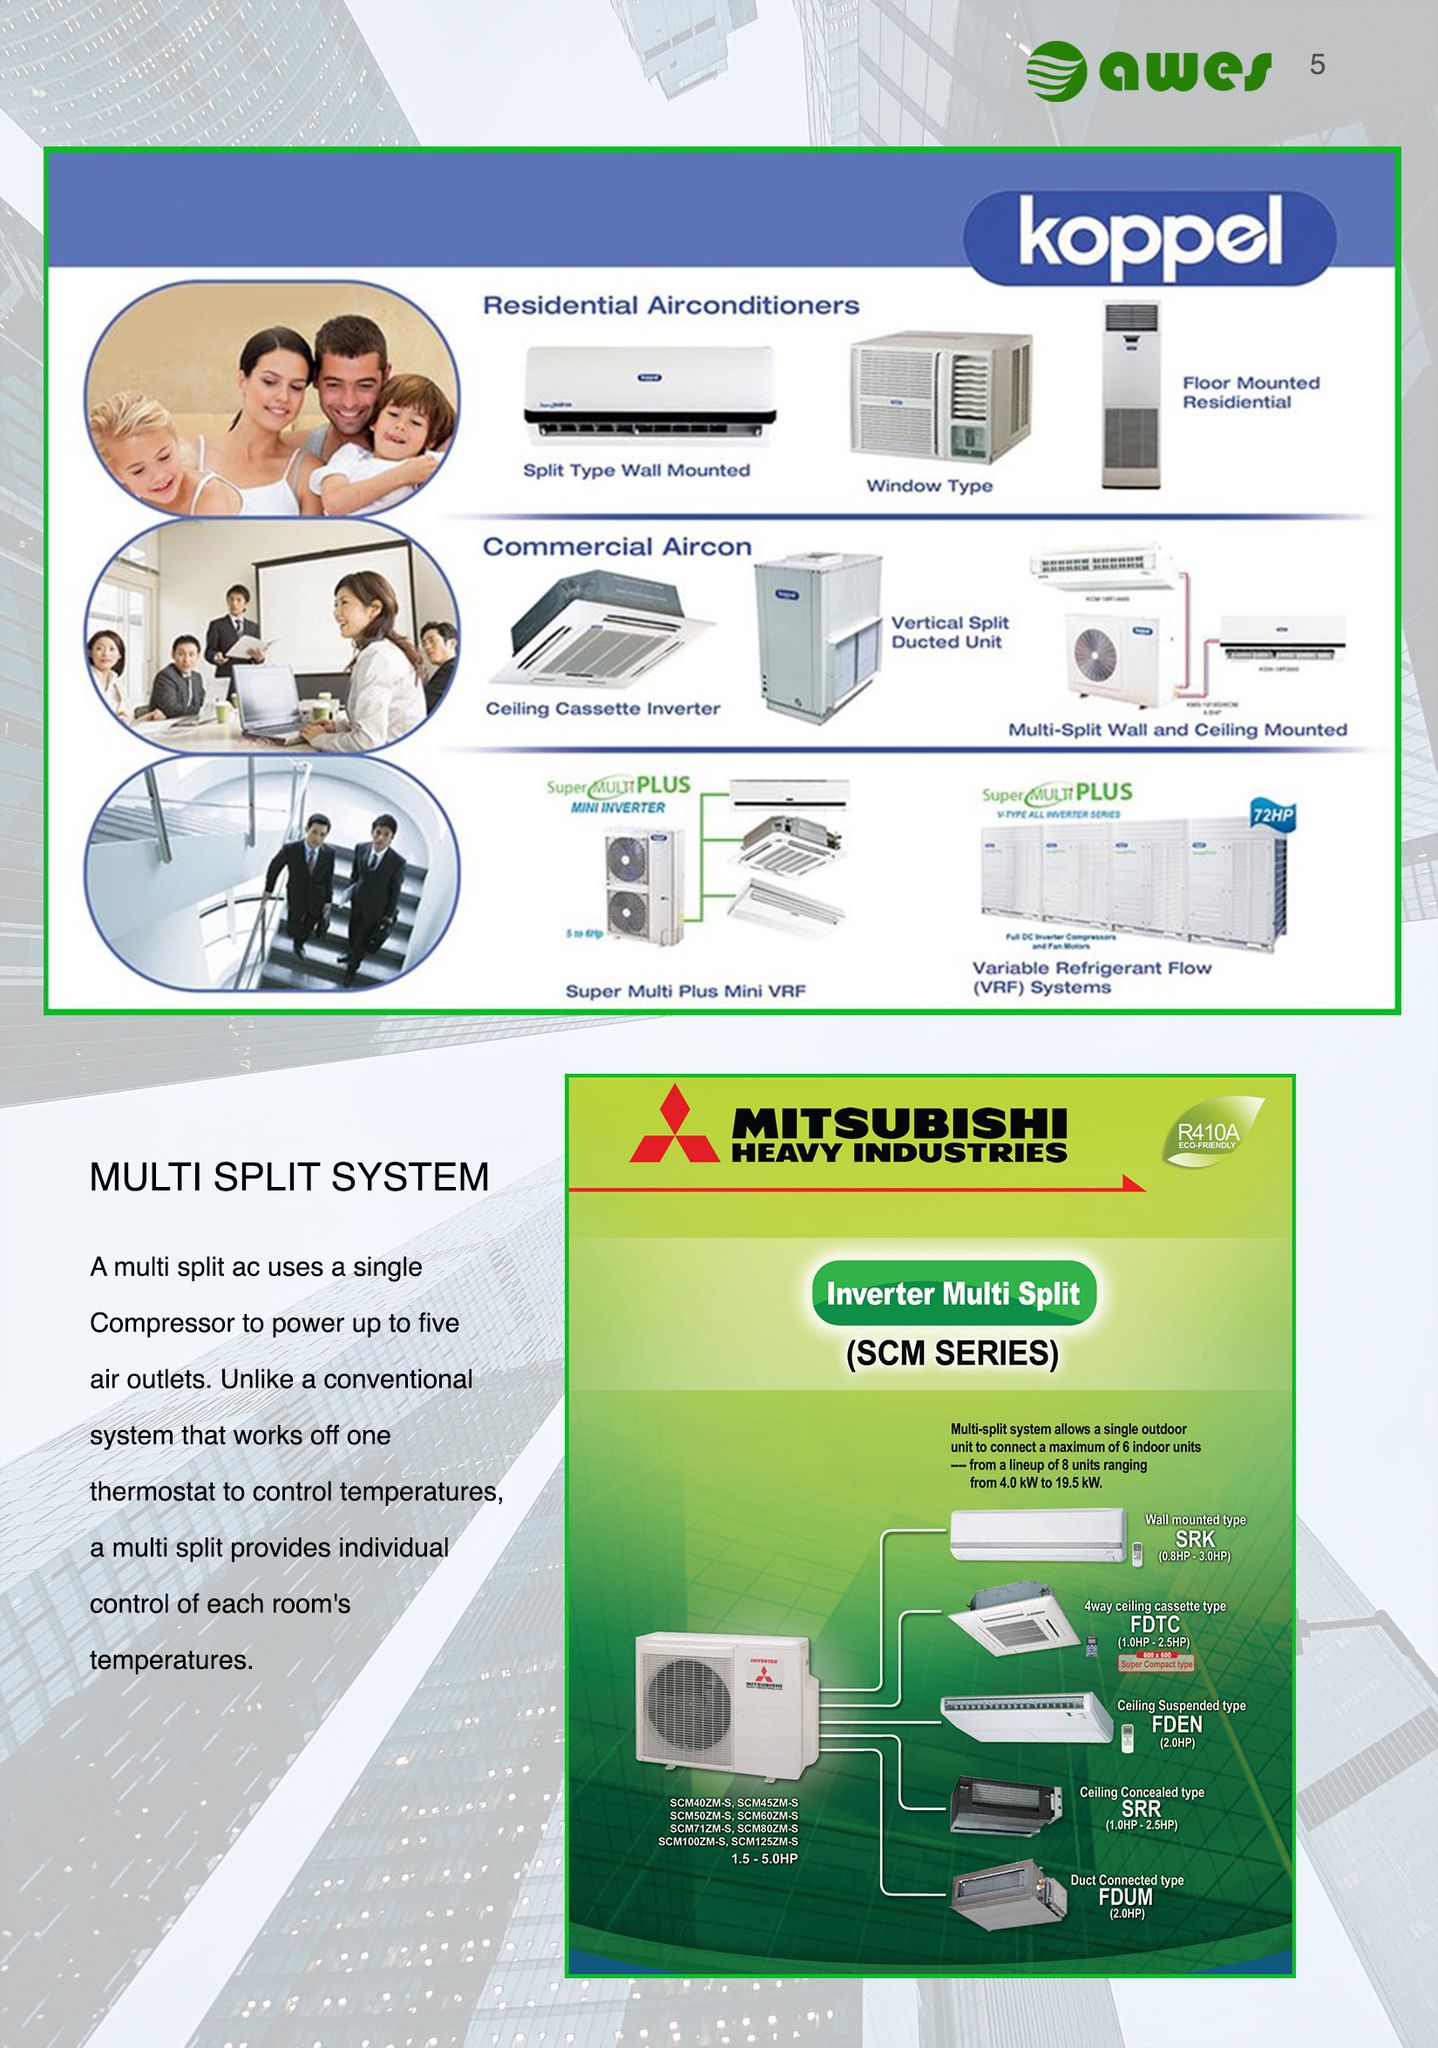 awes
5
koppel
Residential Airconditioners
koppel
Split Type Wall Mounted
Window Type
Floor Mounted
Residiential
Commercial Aircon
Ceiling Cassette Inverter
koppel
Vertical Split
Ducted Unit
koppel
4.0HP
Multi-Split Wall and Ceiling Mounted
Super MULTI PLUS
MINI INVERTER
5 to 6Hp
Super Multi Plus Mini VRF
Super MULTI PLUS
V-TYPE ALL INVERTER SERIES
72HP
Full DC Inverter Compressors
and Fan Motors
Variable Refrigerant Flow
(VRF) Systems
MULTI SPLIT SYSTEM
A multi split ac uses a single
Compressor to power up to five
air outlets. Unlike a conventional
system that works off one
thermostat to control temperatures,
a multi split provides individual
control of each room's
temperatures.
MITSUBISHI
HEAVY INDUSTRIES
R410A
ECO-FRIENDLY
Inverter Multi Split
(SCM SERIES)
Multi-split system allows a single outdoor
unit to connect a maximum of 6 indoor units
---- from a lineup of 8 units ranging
from 4.0 kW to 19.5 kW.
Wall mounted type
SRK
(0.8HP - 3.0HP)
4way ceiling cassette type
FDTC
(1.0HP - 2.5HP)
600 x 600
Super Compact type
Ceiling Suspended type
FDEN
(2.0HP)
Ceiling Concealed type
SRR
(1.0HP - 2.5HP)
Duct Connected type
FDUM
(2.0HP)
INVERTER
MITSUBISHI
HEAVY INDUSTRIES, LTD.
SCM40ZM-S, SCM45ZM-S
SCM50ZM-S, SCM60ZM-S
SCM71ZM-S, SCM80ZM-S
SCM100ZM-S, SCM125ZM-S
1.5 - 5.0HP